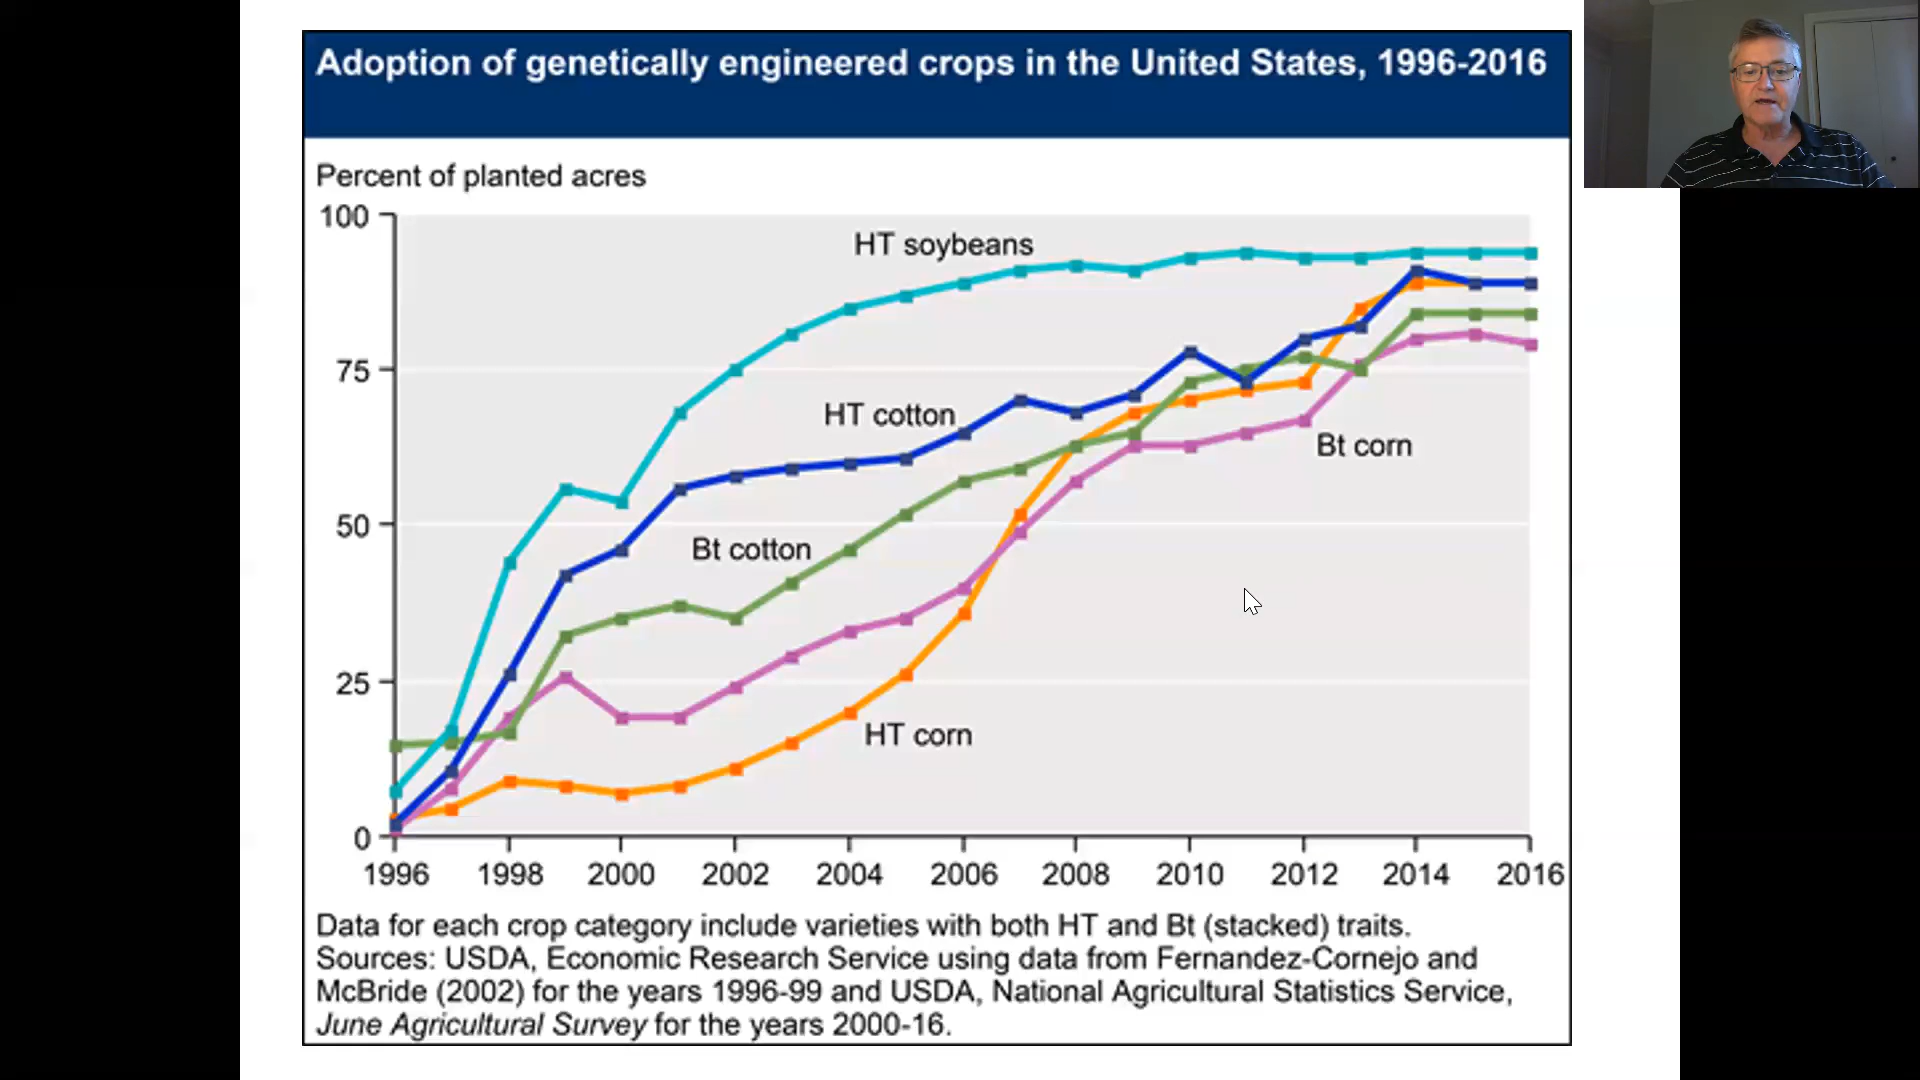 Adoption of genetically engineered crops in the United States, 1996-2016
Percent of planted acres
100
75
50
25
0
HT soybeans
HT cotton
Bt corn
Bt cotton
HT corn
1996 1998 2000 2002 2004 2006 2008 2010 2012 2014 2016
Data for each crop category include varieties with both HT and Bt (stacked) traits.
Sources: USDA, Economic Research Service using data from Fernandez-Cornejo and
McBride (2002) for the years 1996-99 and USDA, National Agricultural Statistics Service,
June Agricultural Survey for the years 2000-16.